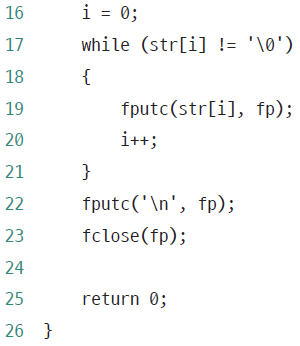 16 i = 0;
17 while (str[i] != '\0')
18 {
19 fputc(str[i], fp);
20 i++;
21 }
22 fputc('\n', fp);
23 fclose(fp);
24
25 return 0;
26 }